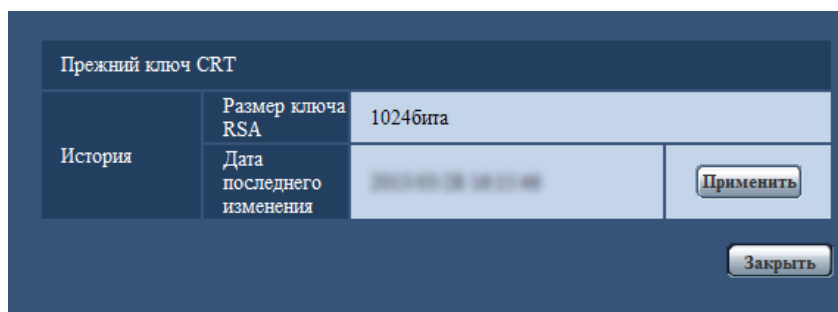 Прежний ключ CRT
История
Размер ключа
RSA
1024бита
Дата
последнего
изменения
Применить
Закрыть